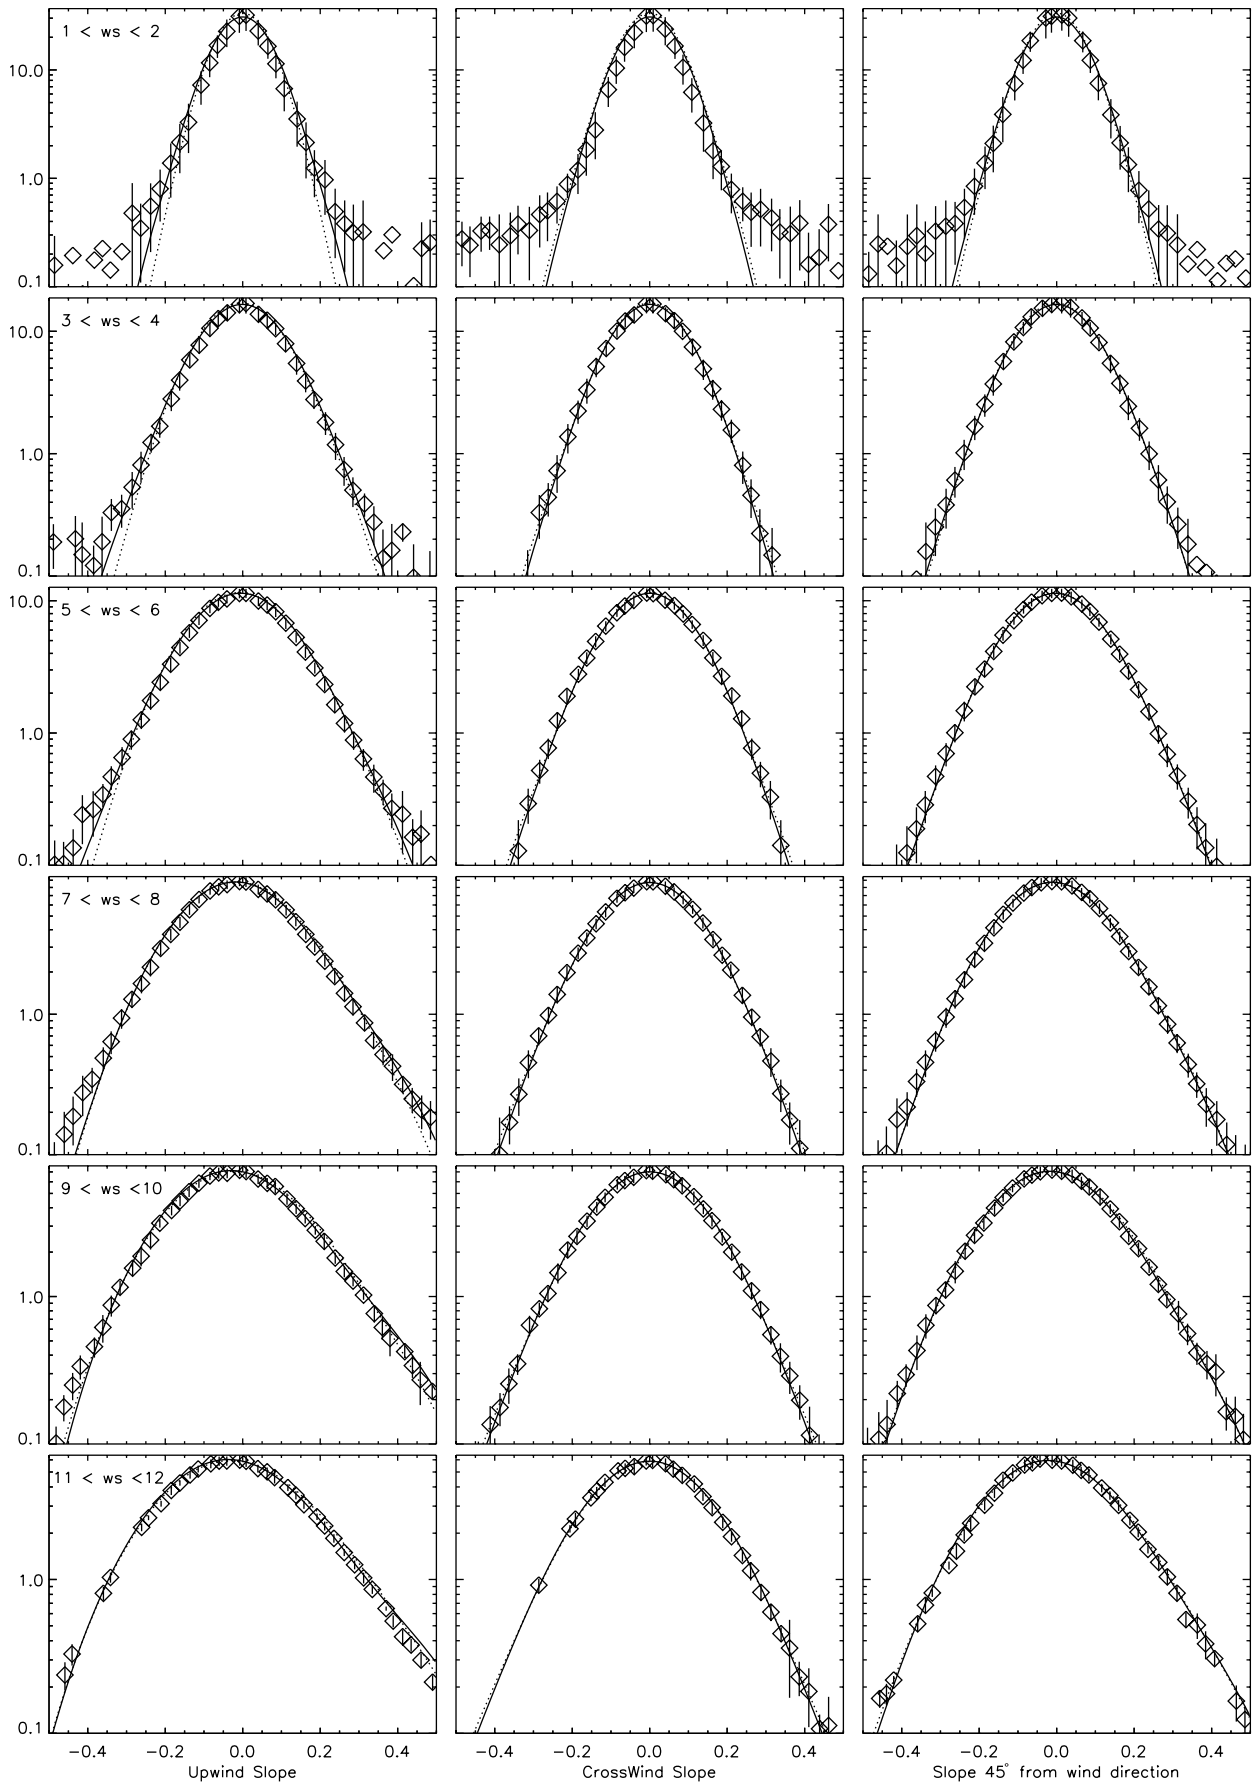 1 < ws < 2
10.0
1.0
0.1
3 < ws < 4
10.0
1.0
0.1
5 < ws < 6
10.0
1.0
0.1
7 < ws < 8
1.0
0.1
9 < ws <10
1.0
0.1
11 < ws <12
1.0
0.1
−0.4 −0.2 0.0 0.2 0.4
−0.4 −0.2 0.0 0.2 0.4
−0.4 −0.2 0.0 0.2 0.4
Upwind Slope
CrossWind Slope
Slope 45° from wind direction